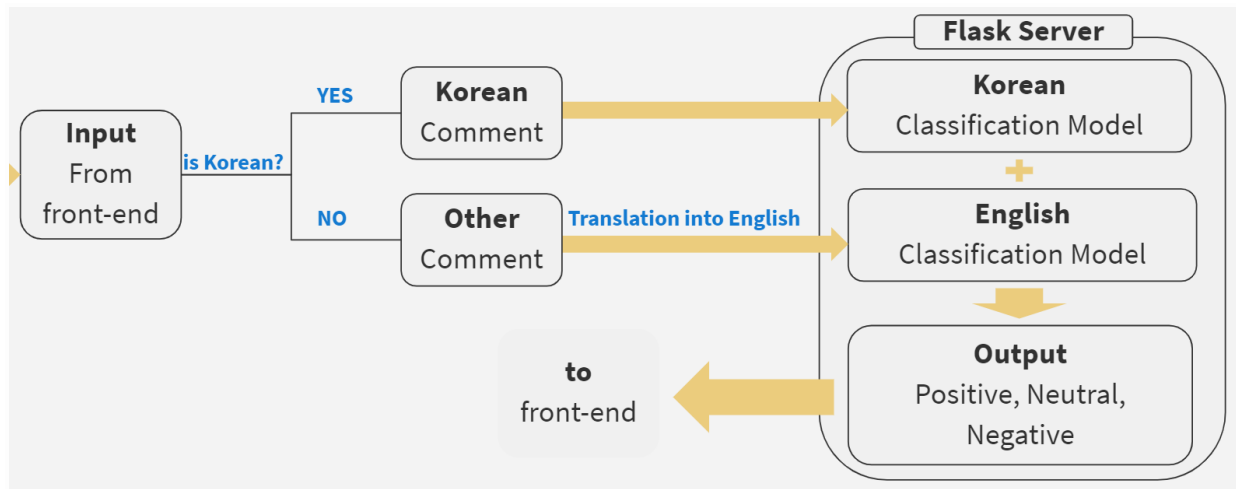 Flask Server
Input
From
front-end
is Korean?
YES
Korean
Comment
Korean
Classification Model
NO
Other
Comment
Translation into English
English
Classification Model
Output
Positive, Neutral,
Negative
to
front-end